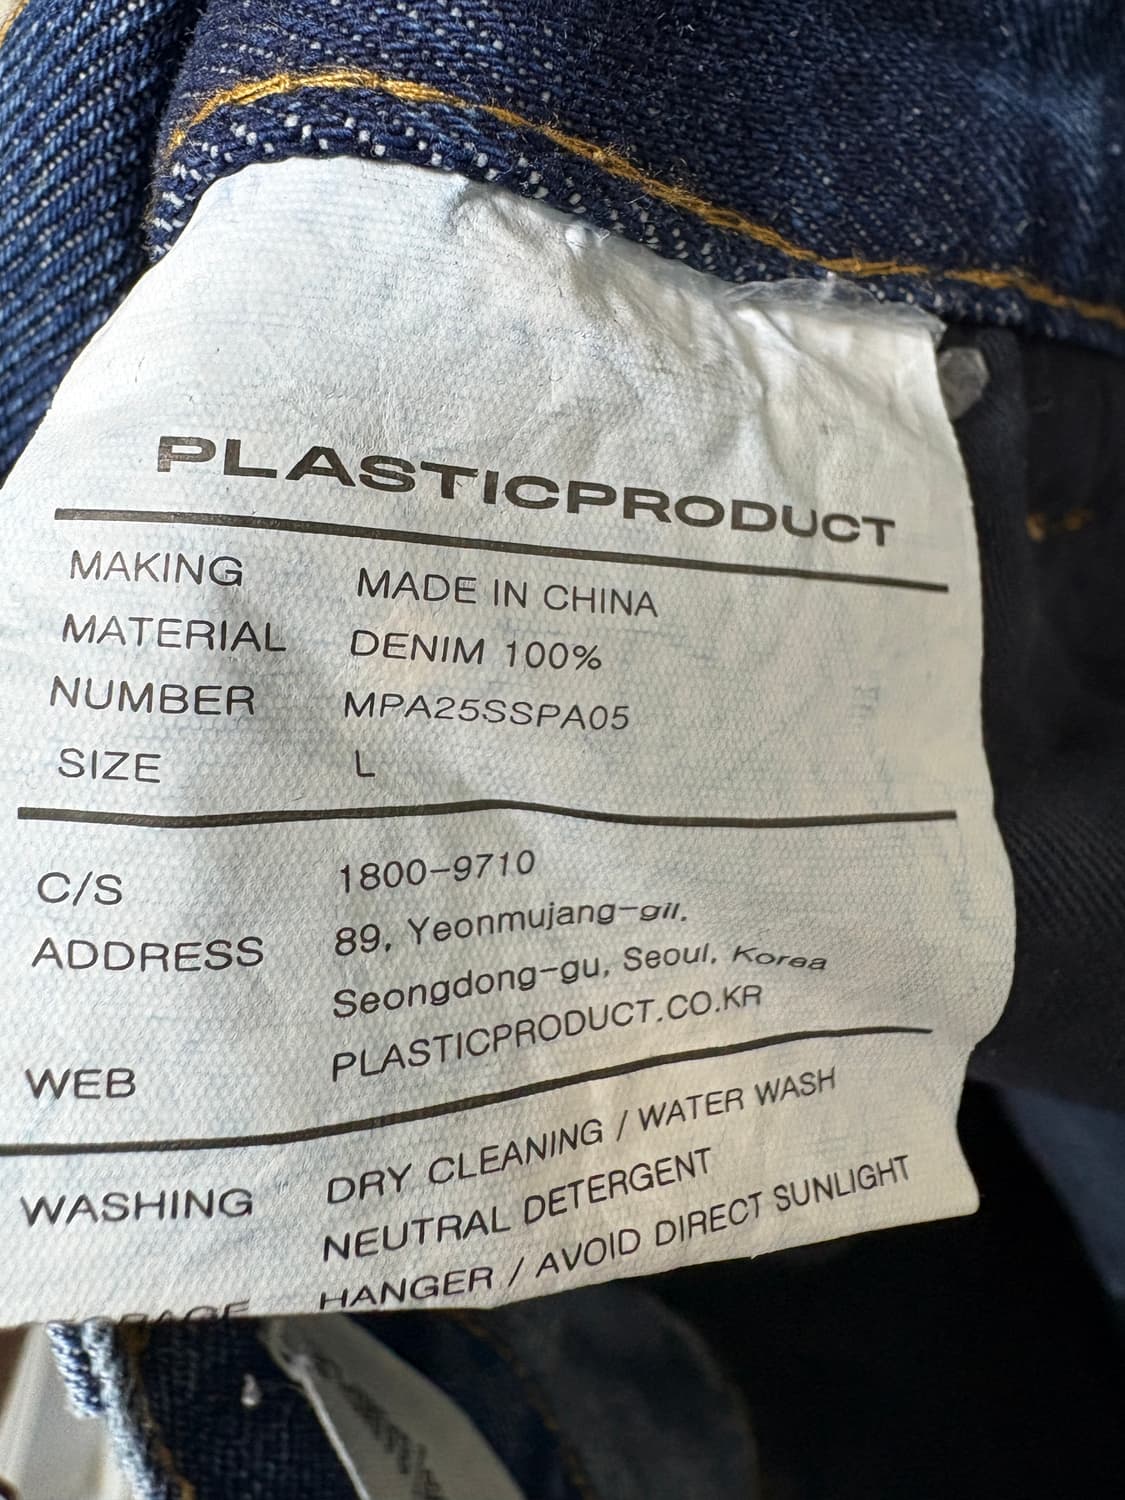 PLASTICPRODUCT
MAKING MADE IN CHINA
MATERIAL DENIM 100%
NUMBER MPA25SSPA05
SIZE L
C/S 1800-9710
ADDRESS 89, Yeonmujang-gil,
Seongdong-gu, Seoul, Korea
WEB PLASTICPRODUCT.CO.KR
WASHING DRY CLEANING / WATER WASH
NEUTRAL DETERGENT
HANGER / AVOID DIRECT SUNLIGHT